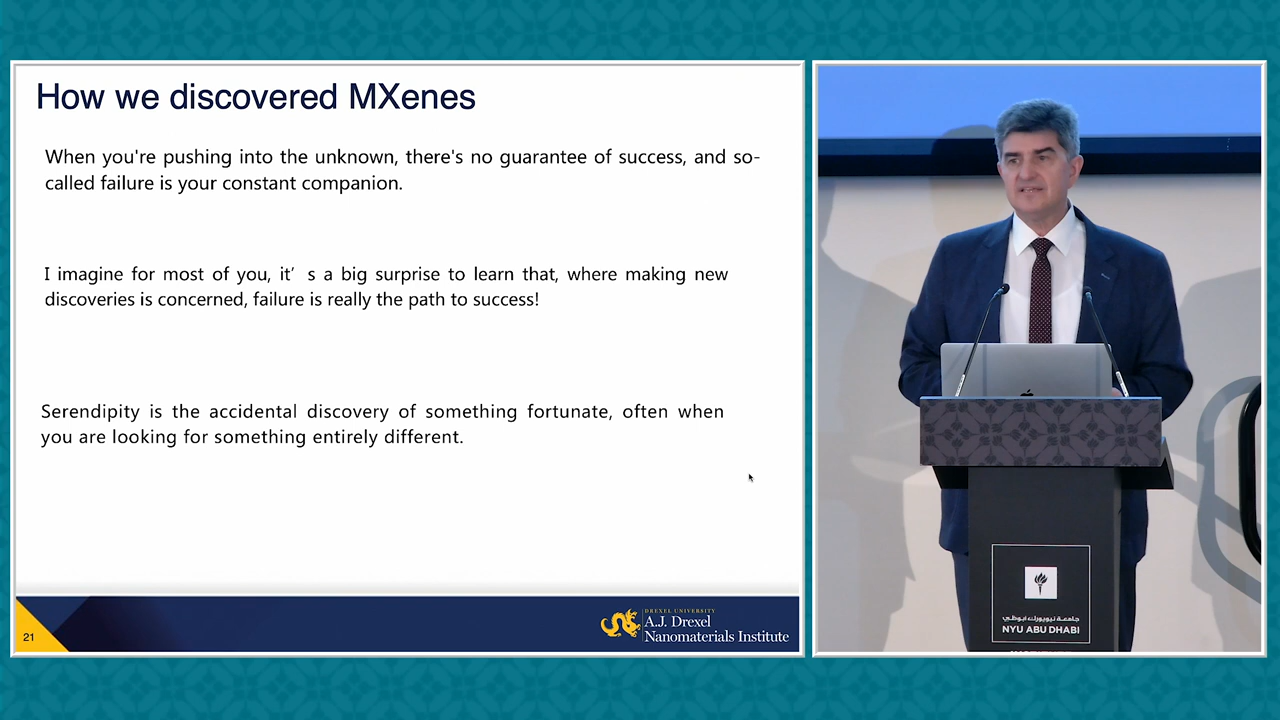 How we discovered MXenes
When you're pushing into the unknown, there's no guarantee of success, and so-
called failure is your constant companion.
I imagine for most of you, it's a big surprise to learn that, where making new
discoveries is concerned, failure is really the path to success!
Serendipity is the accidental discovery of something fortunate, often when
you are looking for something entirely different.
21
DREXEL UNIVERSITY
A.J. Drexel
Nanomaterials Institute
جامعة نيويورك أبوظبي
NYU ABU DHABI